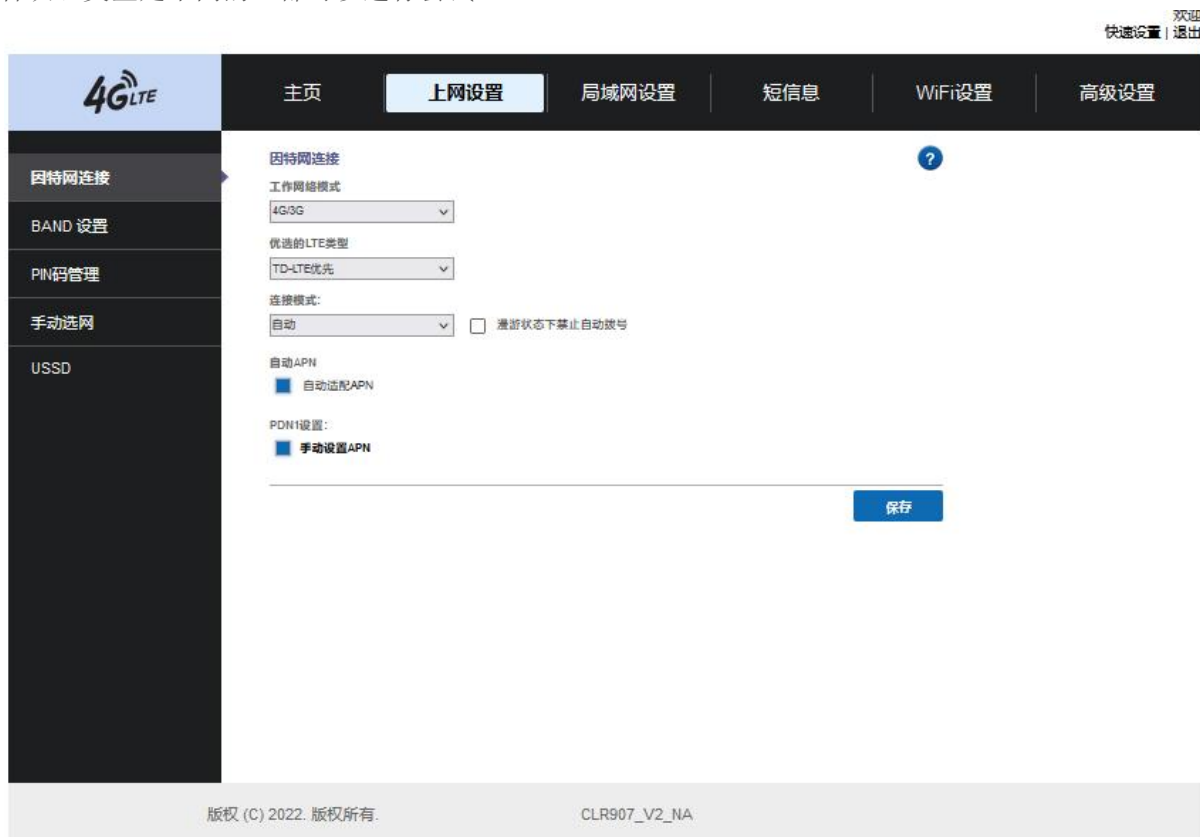 欢迎
快速设置 | 退出
4G LTE
主页
上网设置
局域网设置
短信息
WiFi设置
高级设置
因特网连接
BAND 设置
PIN码管理
手动选网
USSD
因特网连接
?
工作网络模式
4G/3G
优选的LTE类型
TD-LTE优先
连接模式:
自动
漫游状态下禁止自动拨号
自动APN
自动适配APN
PDN1设置:
手动设置APN
保存
版权 (C) 2022. 版权所有.
CLR907_V2_NA